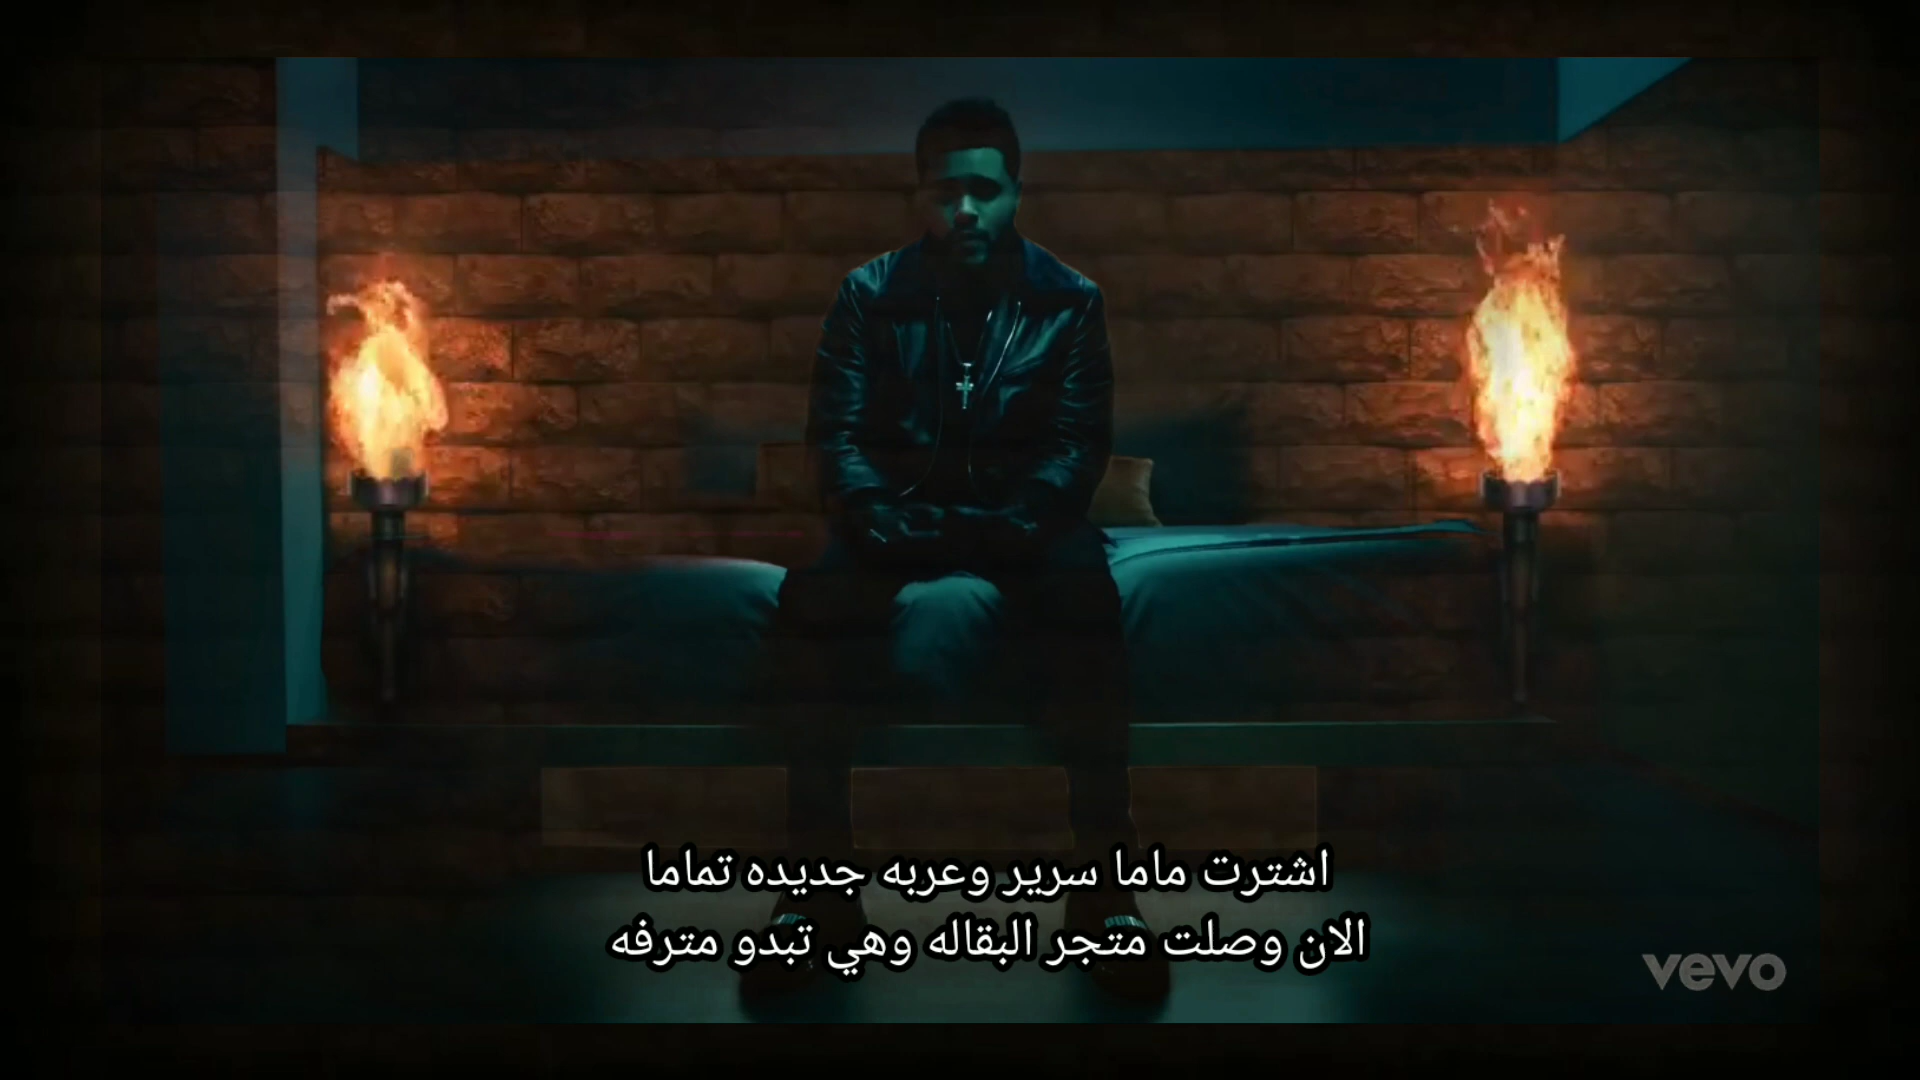 اشترت ماما سرير وعربه جديده تماما
الان وصلت متجر البقاله وهي تبدو مترفه
vevo